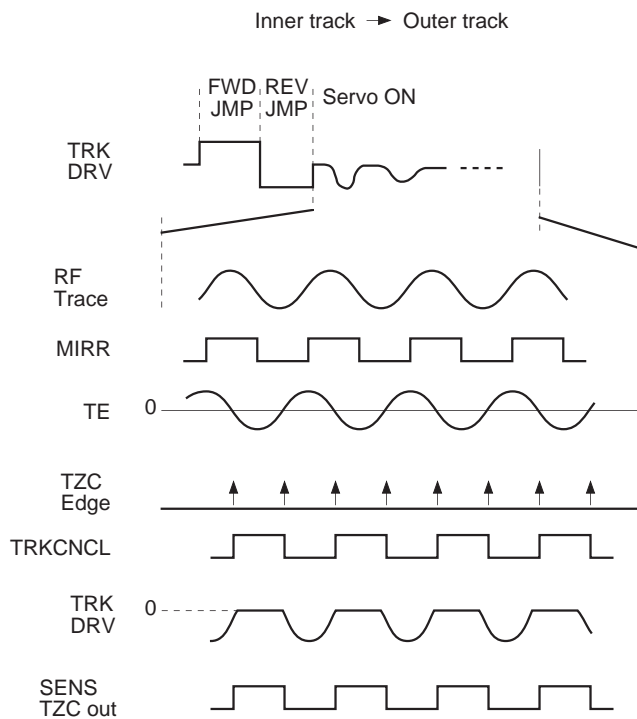 Inner track → Outer track
FWD JMP
REV JMP
Servo ON
TRK
DRV
RF
Trace
MIRR
TE
0
TZC
Edge
TRKCNCL
TRK
DRV
0
SENS
TZC out